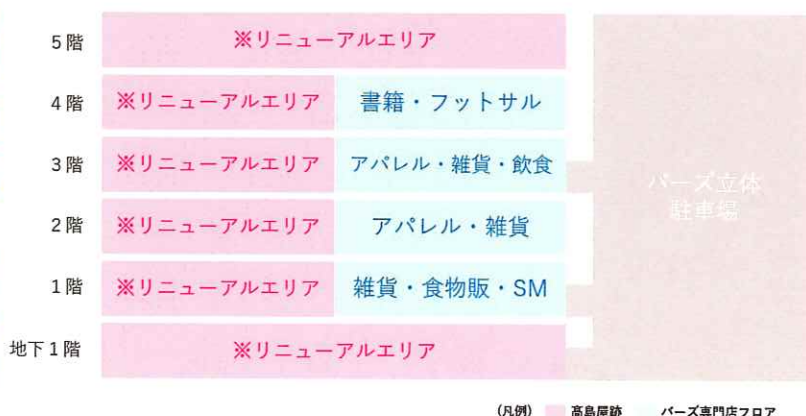 5階
※リニューアルエリア
4階
※リニューアルエリア
書籍・フットサル
3階
※リニューアルエリア
アパレル・雑貨・飲食
2階
※リニューアルエリア
アパレル・雑貨
1階
※リニューアルエリア
雑貨・食物販・SM
地下1階
※リニューアルエリア
バーズ立体
駐車場
(凡例) 髙島屋跡 バーズ専門店フロア